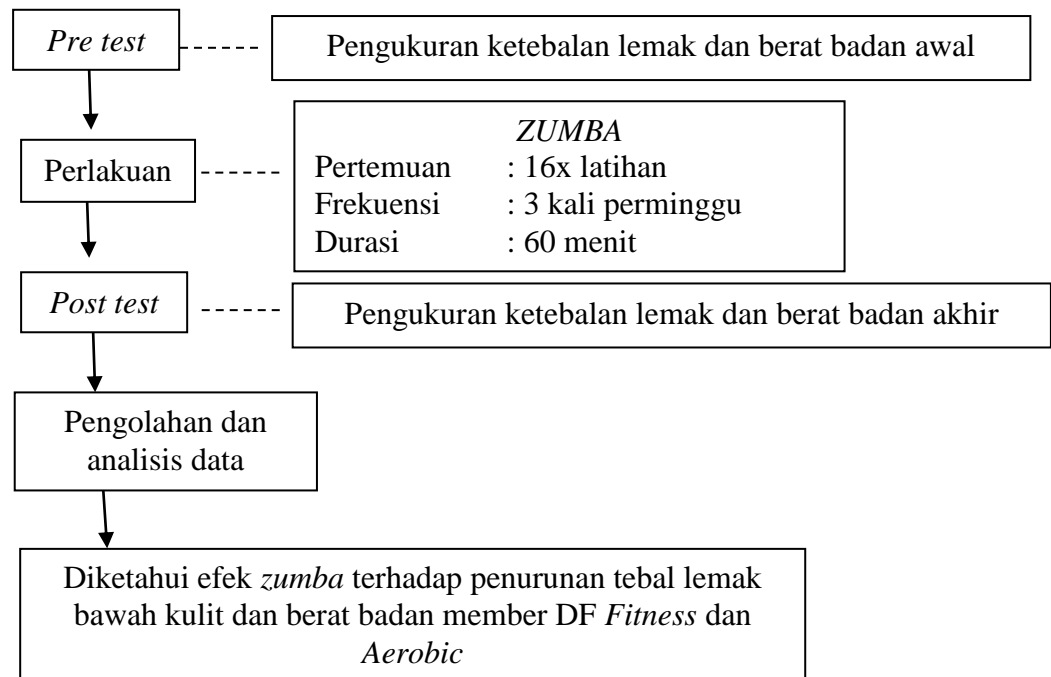 Pre test
Pengukuran ketebalan lemak dan berat badan awal
Perlakuan
ZUMBA
Pertemuan : 16x latihan
Frekuensi : 3 kali perminggu
Durasi : 60 menit
Post test
Pengukuran ketebalan lemak dan berat badan akhir
Pengolahan dan
analisis data
Diketahui efek zumba terhadap penurunan tebal lemak
bawah kulit dan berat badan member DF Fitness dan
Aerobic